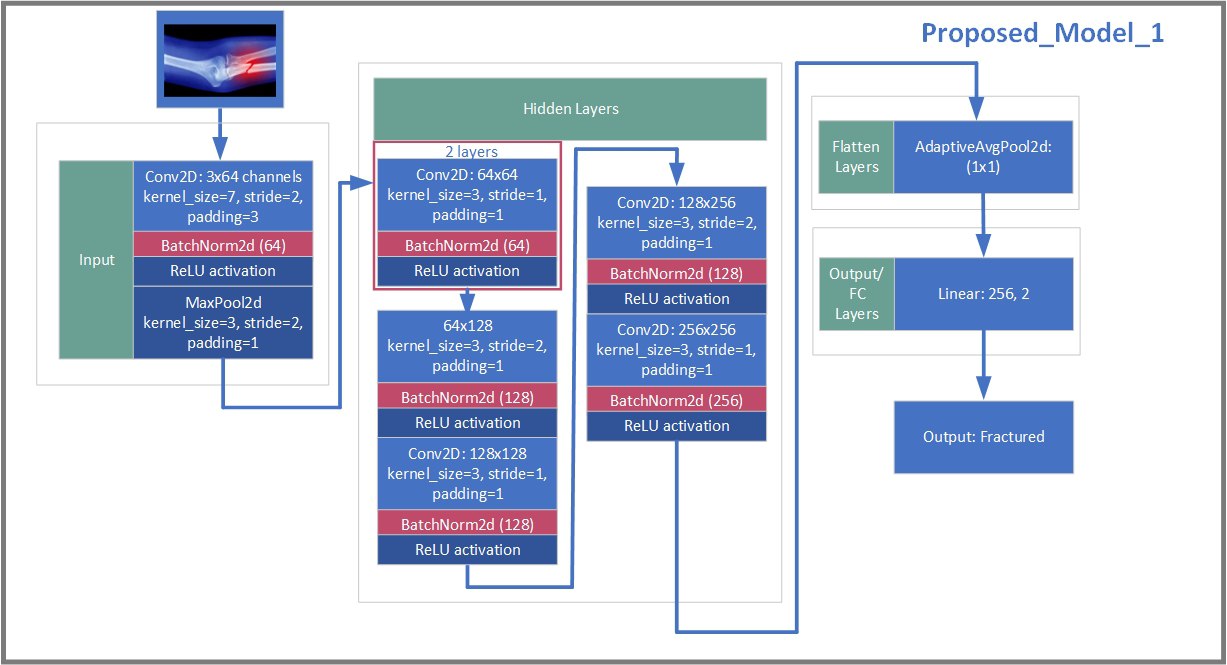 Proposed_Model_1
Input
Conv2D: 3x64 channels
kernel_size=7, stride=2,
padding=3
BatchNorm2d (64)
ReLU activation
MaxPool2d
kernel_size=3, stride=2,
padding=1
Hidden Layers
2 layers
Conv2D: 64x64
kernel_size=3, stride=1,
padding=1
BatchNorm2d (64)
ReLU activation
64x128
kernel_size=3, stride=2,
padding=1
BatchNorm2d (128)
ReLU activation
Conv2D: 128x128
kernel_size=3, stride=1,
padding=1
BatchNorm2d (128)
ReLU activation
Conv2D: 128x256
kernel_size=3, stride=2,
padding=1
BatchNorm2d (128)
ReLU activation
Conv2D: 256x256
kernel_size=3, stride=1,
padding=1
BatchNorm2d (256)
ReLU activation
Flatten
Layers
AdaptiveAvgPool2d:
(1x1)
Output/
FC
Layers
Linear: 256, 2
Output: Fractured